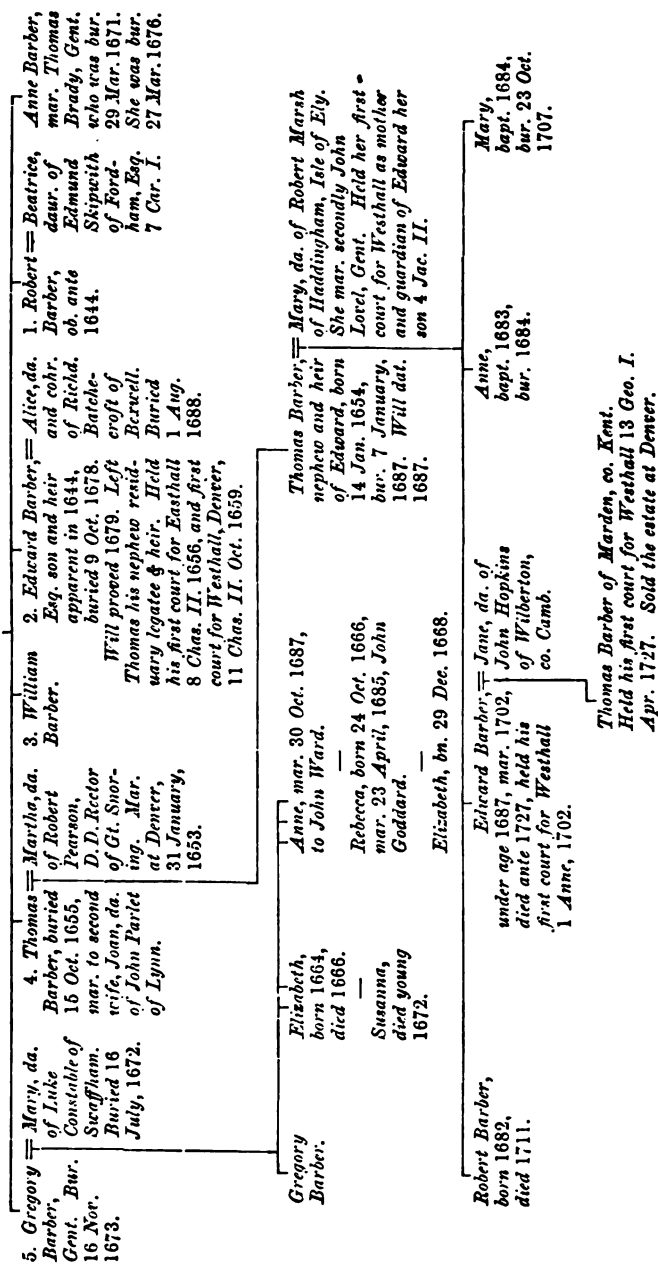 5. Gregory = Mary, da.
Barber, of Luke
Gent. Bur. Constable of
16 Nov. Swaffham.
1673. Buried 16
July, 1672.
4. Thomas = Martha, da.
Barber, buried of Robert
15 Oct. 1655, Pearson,
mar. to second D.D. Rector
wife, Joan, da. of Gt. Snor-
of John Parlet ing. Mar.
of Lynn. at Denver,
31 January,
1653.
3. William
Barber.
2. Edward Barber, = Alice, da.
Esq. son and heir and cohr.
apparent in 1644, of Richd.
buried 9 Oct. 1678. Batche-
Will proved 1679. Left croft of
Thomas his nephew resid- Bexwell.
uary legatee & heir. Held Buried
his first court for Easthall 1 Aug.
8 Chas. II. 1656, and first 1688.
court for Westhall, Denver,
11 Chas. II. Oct. 1659.
1. Robert = Beatrice,
Barber, daur. of
ob. ante Edmund
1644. Skipwith
of Ford-
ham, Esq.
7 Car. I.
Anne Barber,
mar. Thomas
Brady, Gent.
who was bur.
29 Mar. 1671.
She was bur.
27 Mar. 1676.
Gregory
Barber.
Elizabeth,
born 1664,
died 1666.
—
Susanna,
died young
1672.
Anne, mar. 30 Oct. 1687,
to John Ward.
—
Rebecca, born 24 Oct. 1666,
mar. 23 April, 1685, John
Goddard.
—
Elizabeth, bn. 29 Dec. 1668.
Thomas Barber, = Mary, da. of Robert Marsh
nephew and heir of Haddingham, Isle of Ely.
of Edward, born She mar. secondly John
14 Jan. 1654, Lovel, Gent. Held her first
bur. 7 January, court for Westhall as mother
1687. Will dat. and guardian of Edward her
1687. son 4 Jac. II.
Robert Barber,
born 1682,
died 1711.
Edward Barber, = Jane, da. of
under age 1687, mar. 1702, John Hopkins
died ante 1727, held his of Wilberton,
first court for Westhall co. Camb.
1 Anne, 1702.
Anne,
bapt. 1683,
bur. 1684.
Mary,
bapt. 1684,
bur. 23 Oct.
1707.
Thomas Barber of Marden, co. Kent.
Held his first court for Westhall 13 Geo. I.
Apr. 1727. Sold the estate at Denver.